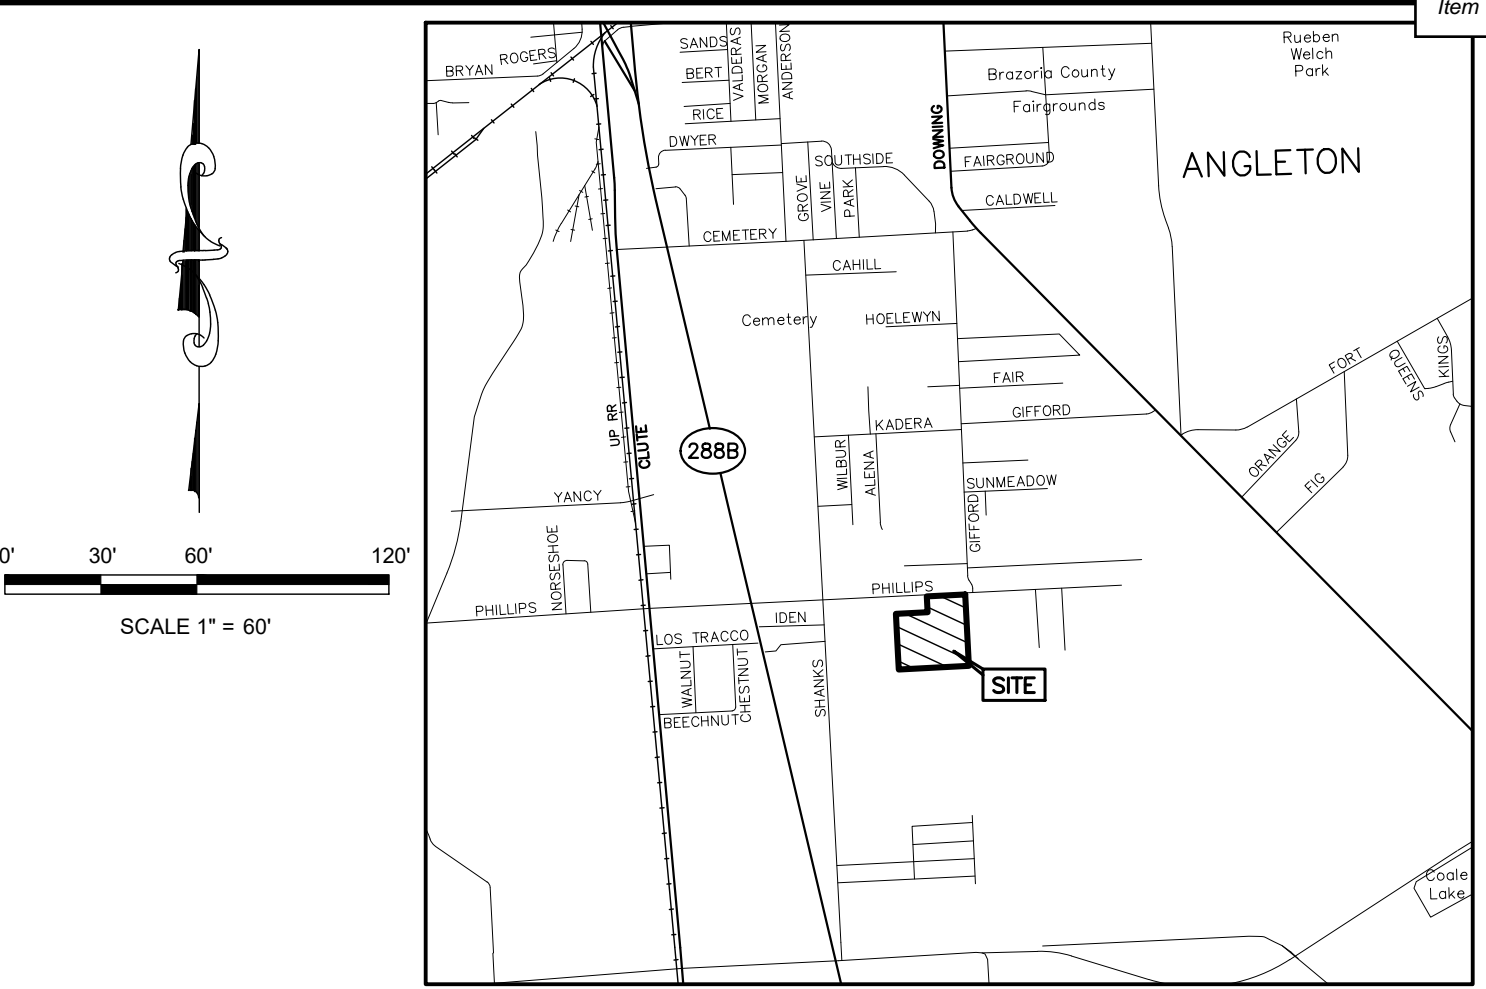 Item
BRYAN
ROGERS
SANDS
BERT
RICE
VALDERAS
MORGAN
ANDERSON
DWYER
SOUTHSIDE
GROVE
VINE
PARK
CEMETERY
DOWNING
Brazoria County
Fairgrounds
FAIRGROUND
CALDWELL
Rueben
Welch
Park
ANGLETON
CAHILL
Cemetery
HOELEWYN
FAIR
GIFFORD
KADERA
WILBUR
ALENA
SUNMEADOW
GIFFORD
FORT
QUEENS
KINGS
ORANGE
FIG
UP RR
CLUTE
288B
YANCY
NORSESHOE
0'
30'
60'
120'
SCALE 1" = 60'
PHILLIPS
PHILLIPS
IDEN
LOS TRACCO
WALNUT
CHESTNUT
BEECHNUT
SHANKS
SITE
Coale
Lake